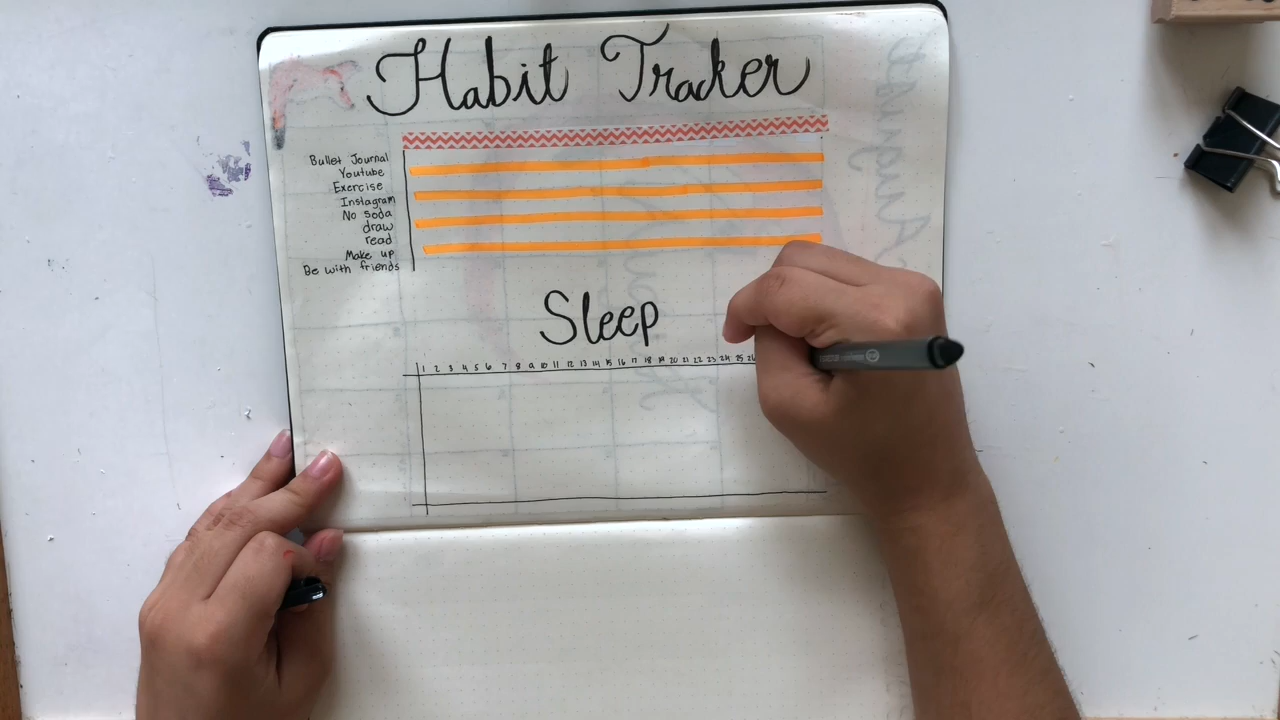 Habit Tracker
Bullet Journal
Youtube
Exercise
Instagram
No soda
draw
read
Make up
Be with friends
Sleep
1 2 3 4 5 6 7 8 9 10 11 12 13 14 15 16 17 18 19 20 21 22 23 24 25 26
August